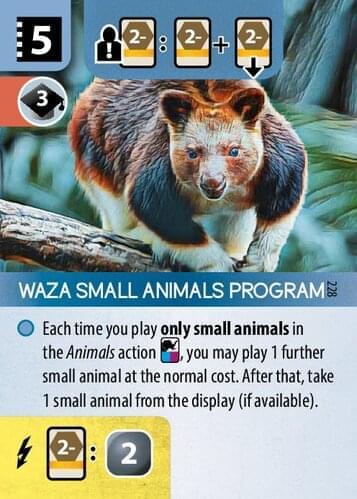 5
2- : 2- + 2-
3
WAZA SMALL ANIMALS PROGRAM 228
Each time you play only small animals in
the Animals action , you may play 1 further
small animal at the normal cost. After that, take
1 small animal from the display (if available).
2- : 2